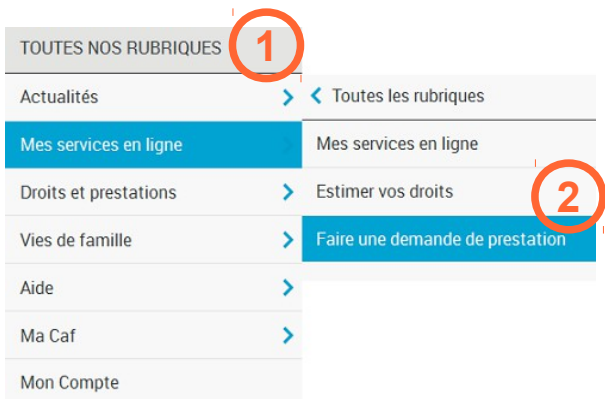 TOUTES NOS RUBRIQUES
1
Actualités
Mes services en ligne
Droits et prestations
Vies de famille
Aide
Ma Caf
Mon Compte
Toutes les rubriques
Mes services en ligne
Estimer vos droits
2
Faire une demande de prestation